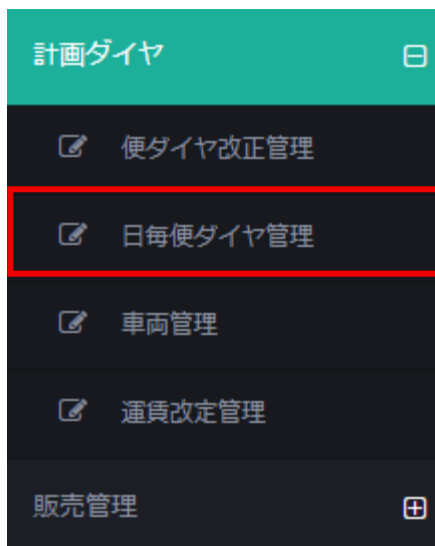 計画ダイヤ
便ダイヤ改正管理
日毎便ダイヤ管理
車両管理
運賃改定管理
販売管理